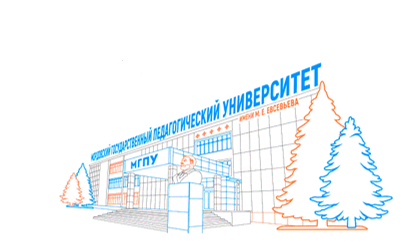 МОРДОВСКИЙ ГОСУДАРСТВЕННЫЙ ПЕДАГОГИЧЕСКИЙ УНИВЕРСИТЕТ
ИМЕНИ М. Е. ЕВСЕВЬЕВА
МГПУ